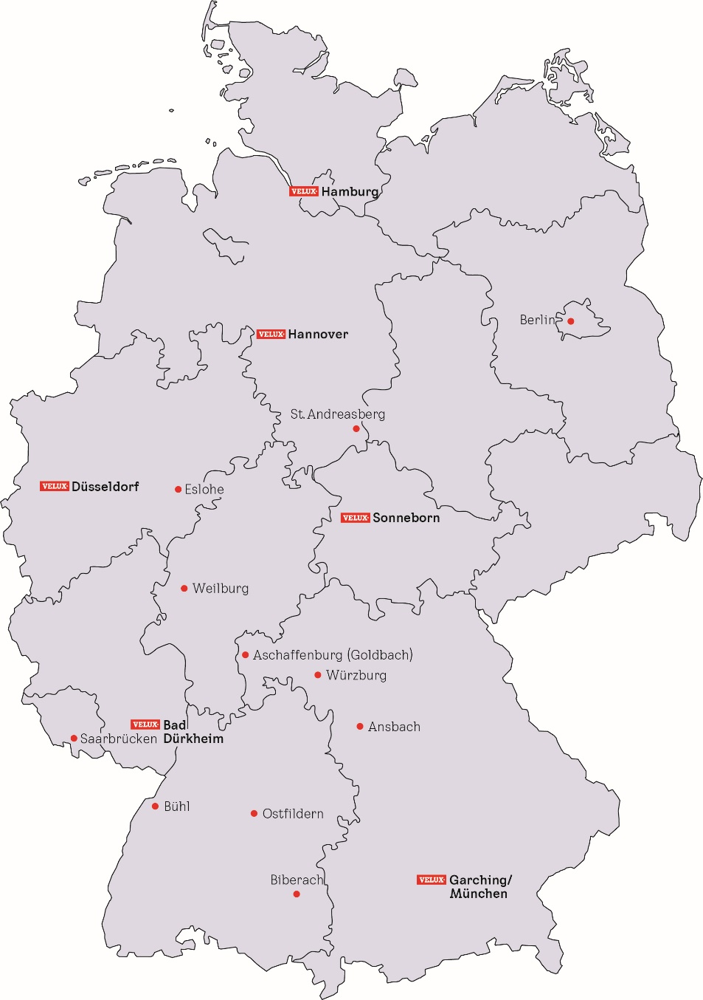 VELUX Hamburg
Berlin
VELUX Hannover
St. Andreasberg
VELUX Düsseldorf
Eslohe
VELUX Sonneborn
Weilburg
Aschaffenburg (Goldbach)
Würzburg
VELUX Bad
Dürkheim
Ansbach
Saarbrücken
Bühl
Ostfildern
Biberach
VELUX Garching/
München